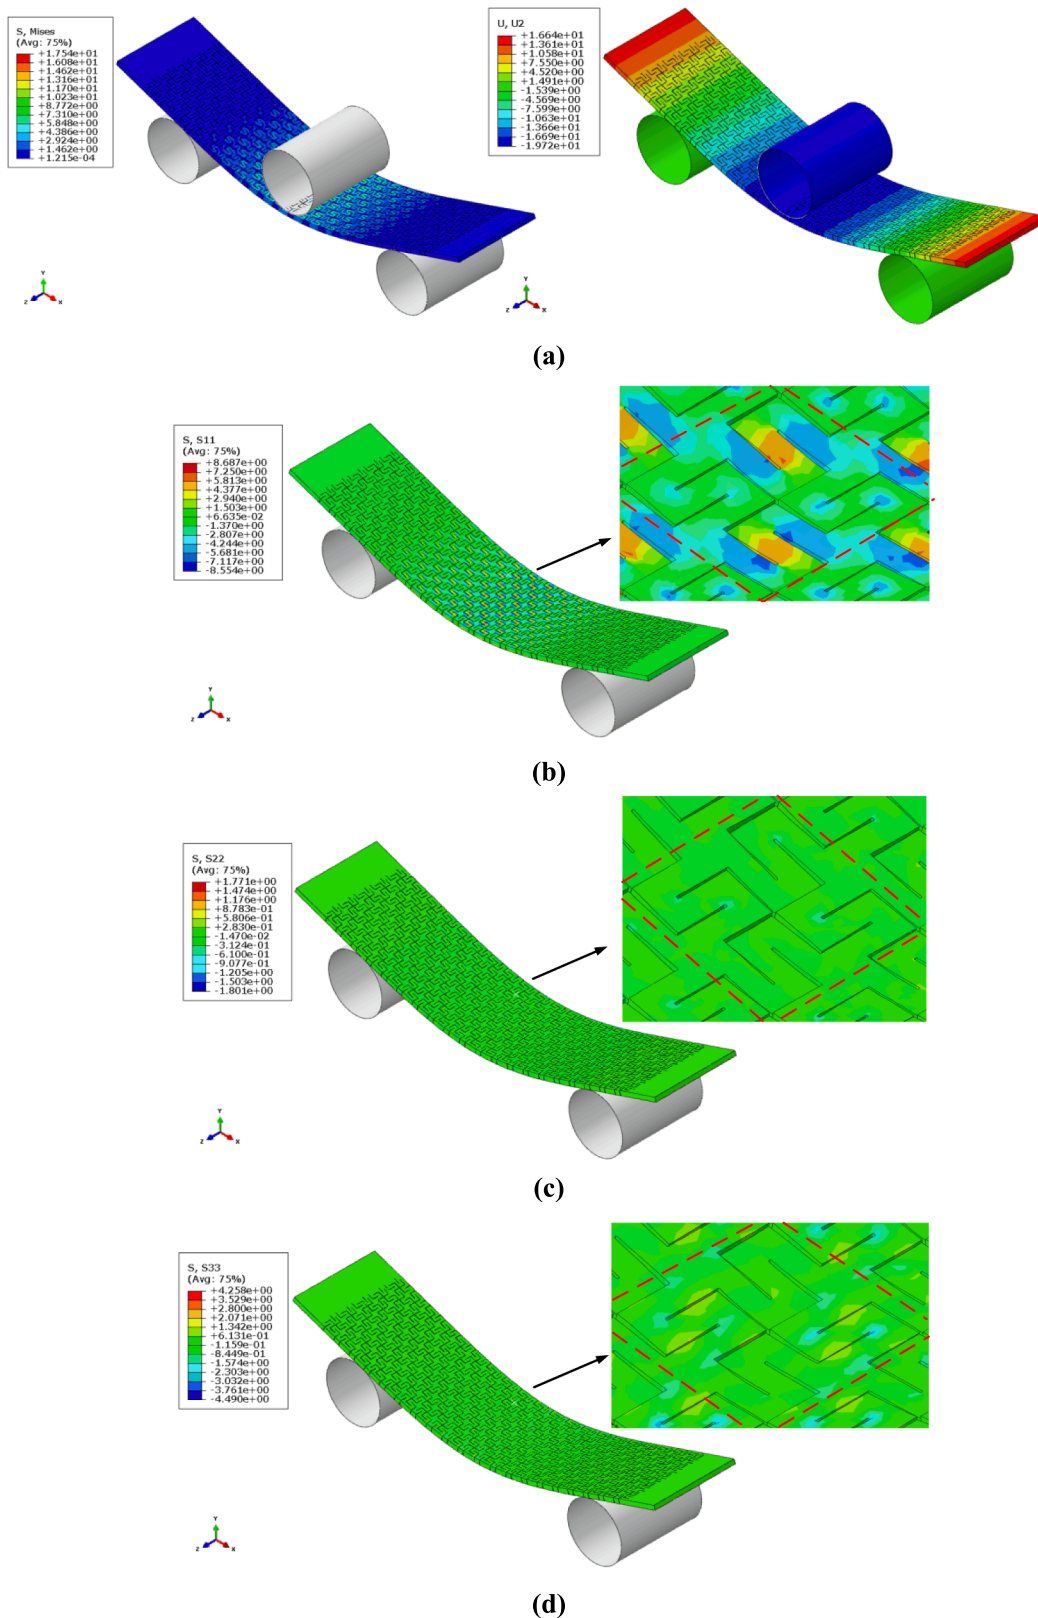 S, Mises
(Avg: 75%)
+1.754e+01
+1.608e+01
+1.462e+01
+1.316e+01
+1.170e+01
+1.023e+01
+8.772e+00
+7.310e+00
+5.848e+00
+4.386e+00
+2.924e+00
+1.462e+00
+1.215e-04
Y
Z
X
U, U2
+1.664e+01
+1.361e+01
+1.058e+01
+7.550e+00
+4.520e+00
+1.491e+00
-1.539e+00
-4.569e+00
-7.599e+00
-1.063e+01
-1.366e+01
-1.669e+01
-1.972e+01
Y
Z
X
(a)
S, S11
(Avg: 75%)
+8.687e+00
+7.250e+00
+5.813e+00
+4.377e+00
+2.940e+00
+1.503e+00
+6.635e-02
-1.370e+00
-2.807e+00
-4.244e+00
-5.681e+00
-7.117e+00
-8.554e+00
Y
Z
X
(b)
S, S22
(Avg: 75%)
+1.771e+00
+1.474e+00
+1.176e+00
+8.783e-01
+5.806e-01
+2.830e-01
-1.470e-02
-3.124e-01
-6.100e-01
-9.077e-01
-1.205e+00
-1.503e+00
-1.801e+00
Y
Z
X
(c)
S, S33
(Avg: 75%)
+4.258e+00
+3.529e+00
+2.800e+00
+2.071e+00
+1.342e+00
+6.131e-01
-1.159e-01
-8.449e-01
-1.574e+00
-2.303e+00
-3.032e+00
-3.761e+00
-4.490e+00
Y
Z
X
(d)